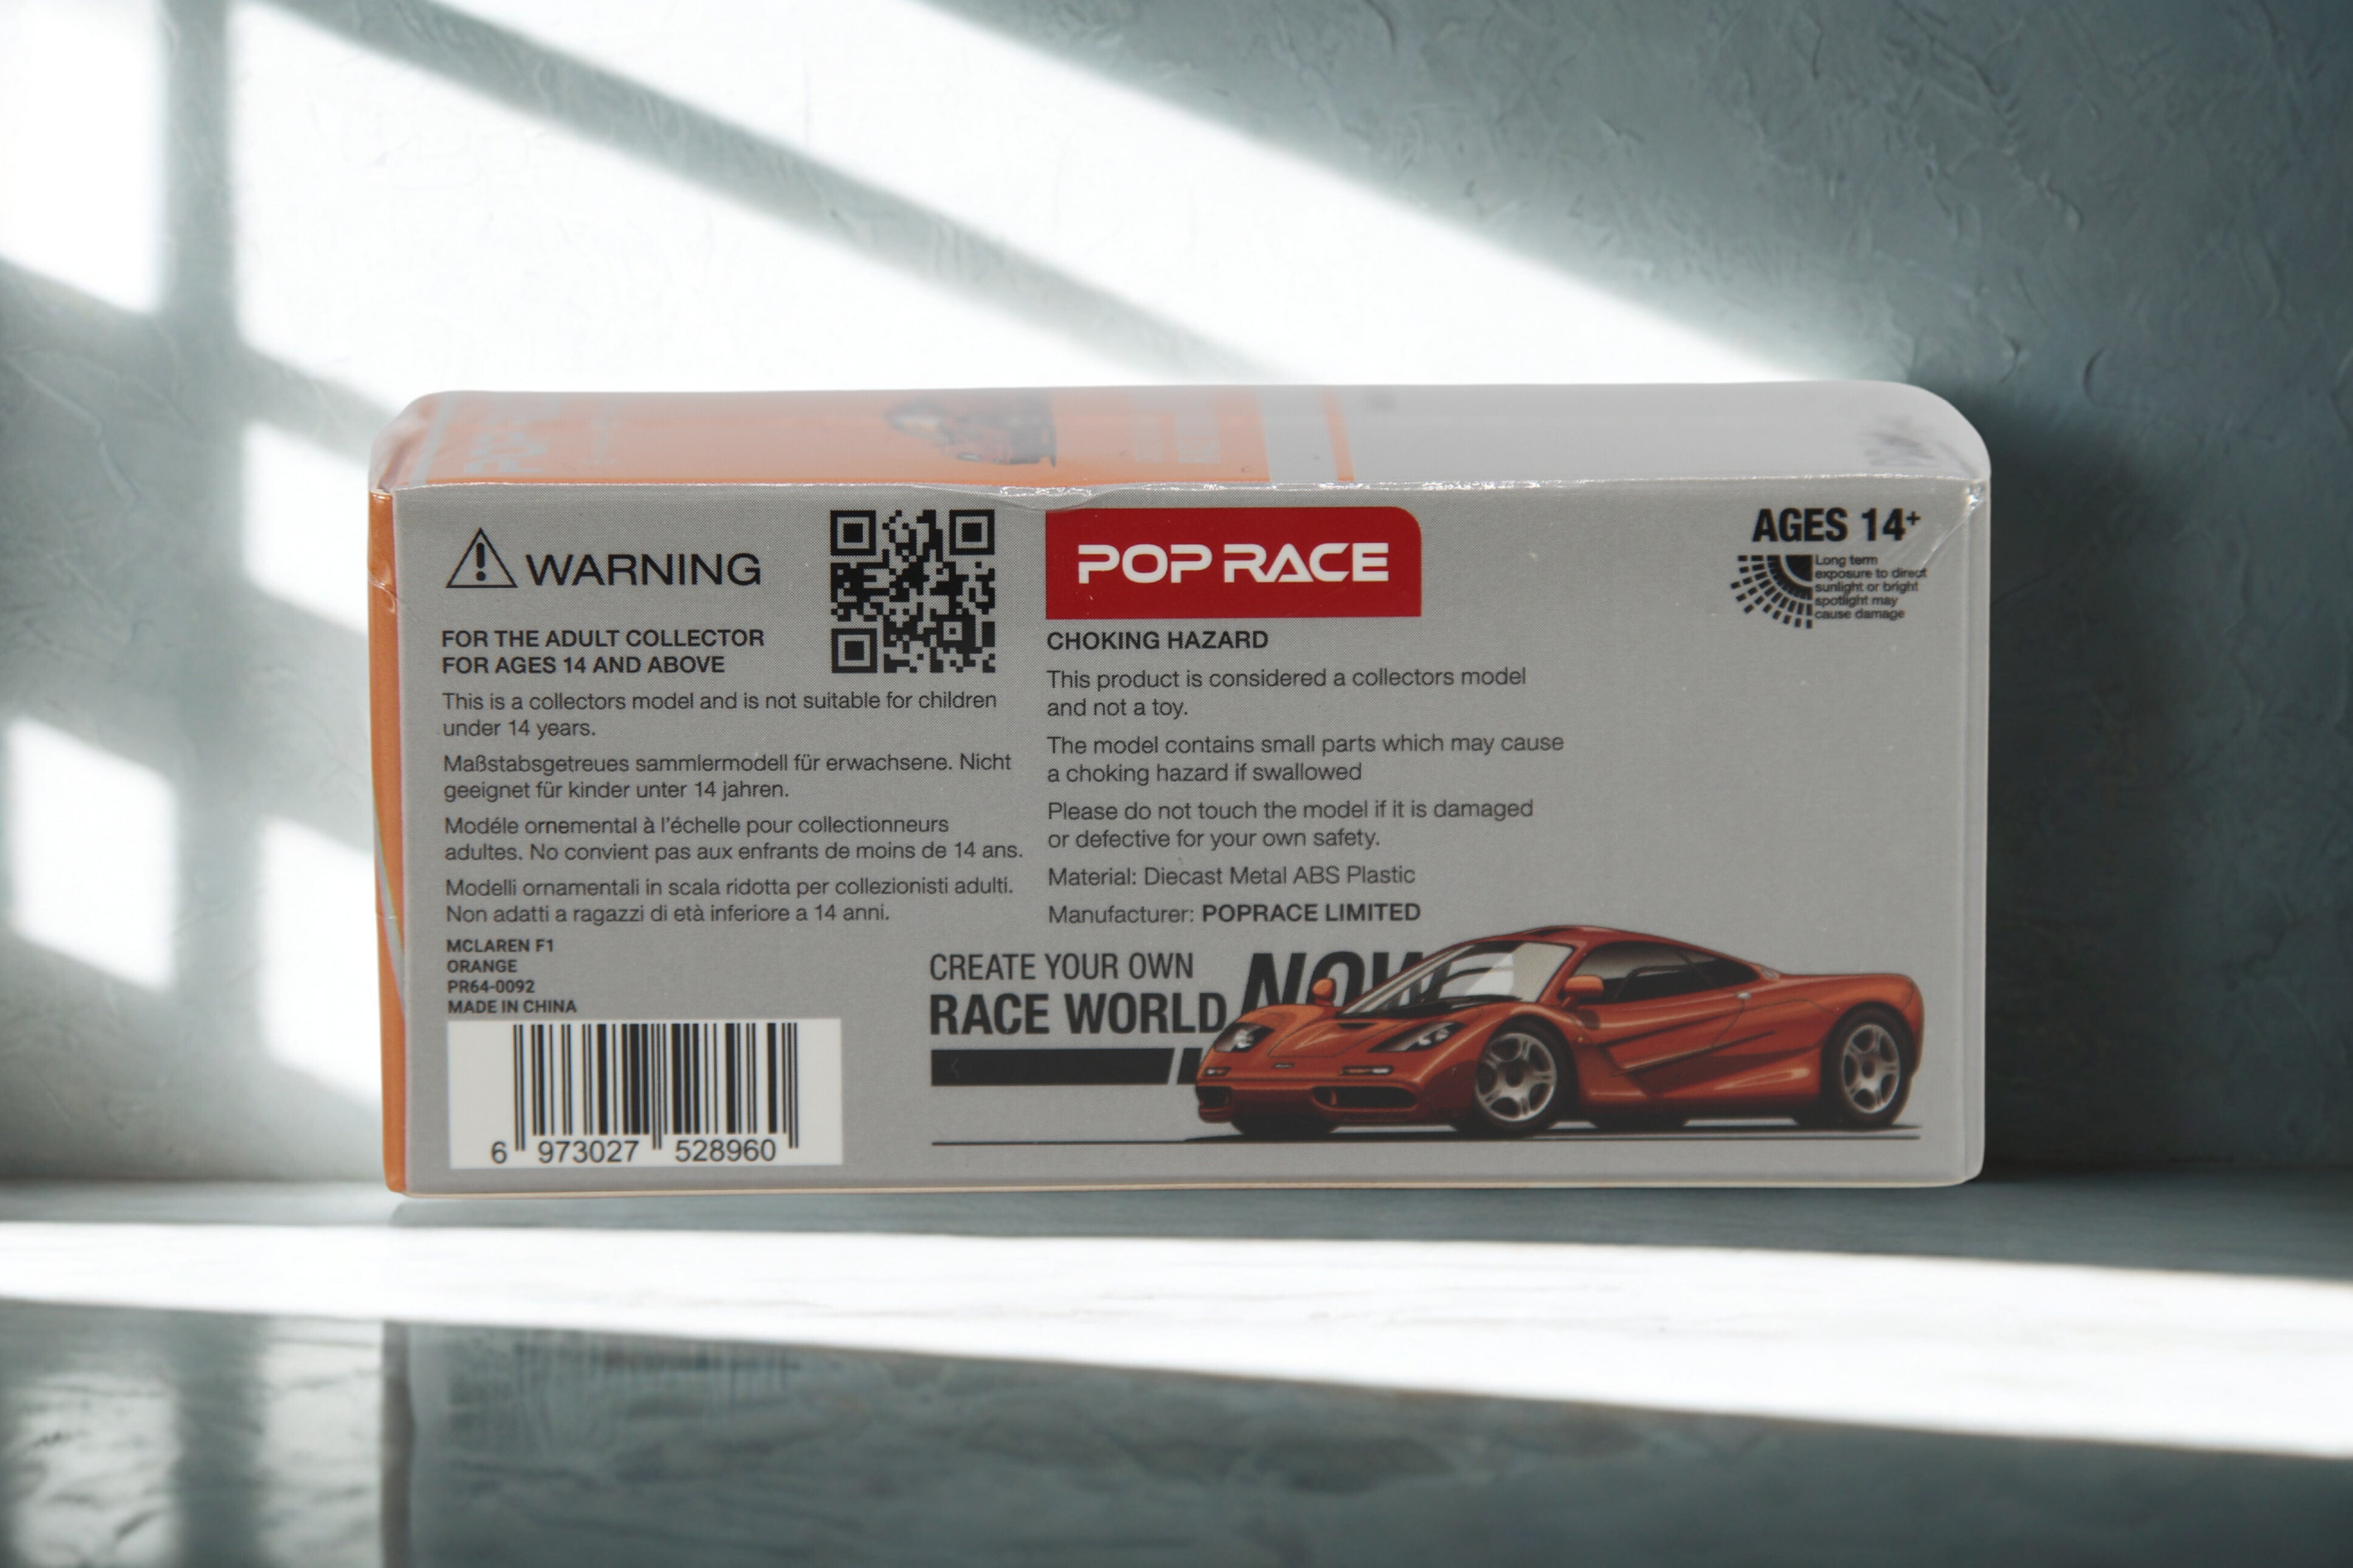 WARNING
FOR THE ADULT COLLECTOR
FOR AGES 14 AND ABOVE
This is a collectors model and is not suitable for children
under 14 years.
Maßstabsgetreues sammlermodell für erwachsene. Nicht
geeignet für kinder unter 14 jahren.
Modéle ornemental à l'échelle pour collectionneurs
adultes. No convient pas aux enfrants de moins de 14 ans.
Modelli ornamentali in scala ridotta per collezionisti adulti.
Non adatti a ragazzi di età inferiore a 14 anni.
MCLAREN F1
ORANGE
PR64-0092
MADE IN CHINA
6 973027 528960
POP RACE
CHOKING HAZARD
This product is considered a collectors model
and not a toy.
The model contains small parts which may cause
a choking hazard if swallowed
Please do not touch the model if it is damaged
or defective for your own safety.
Material: Diecast Metal ABS Plastic
Manufacturer: POPRACE LIMITED
CREATE YOUR OWN
RACE WORLD NOW
AGES 14+
Long term
exposure to direct
sunlight or bright
spotlight may
cause damage